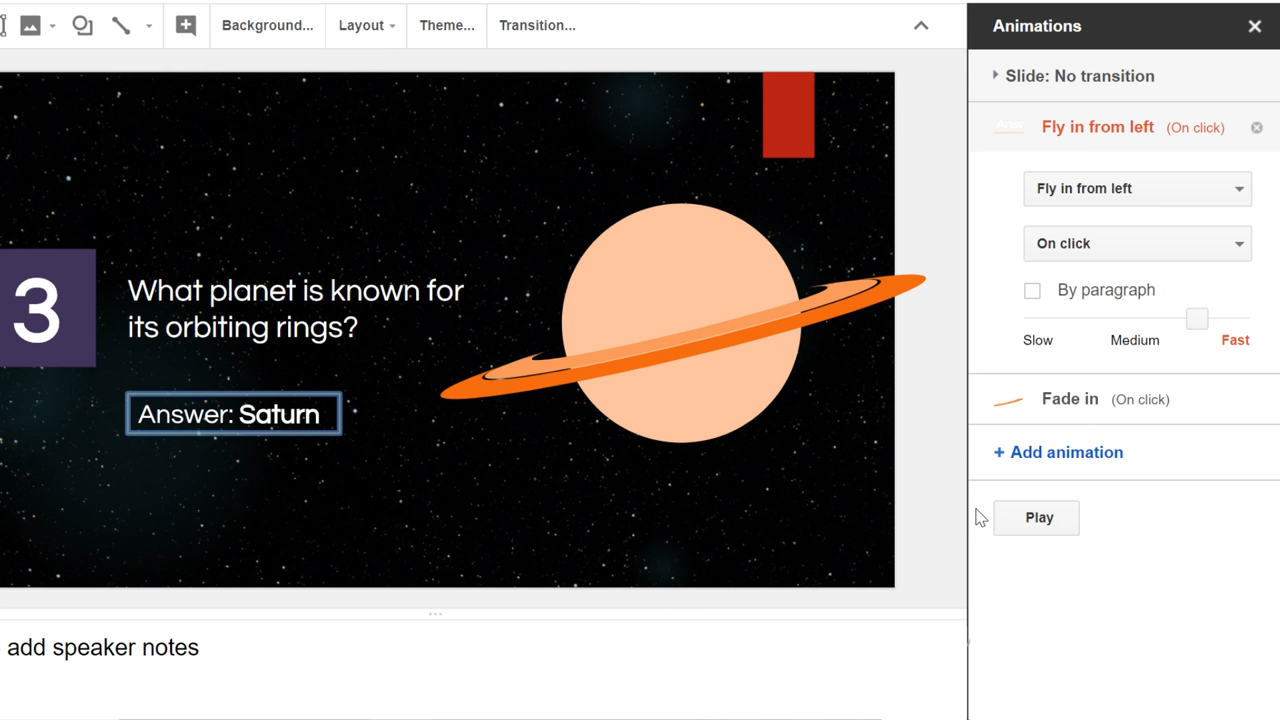 Background...
Layout
Theme...
Transition...
Animations
Slide: No transition
Fly in from left (On click)
Fly in from left
On click
By paragraph
Slow Medium Fast
Fade in (On click)
+ Add animation
Play
3
What planet is known for
its orbiting rings?
Answer: Saturn
add speaker notes